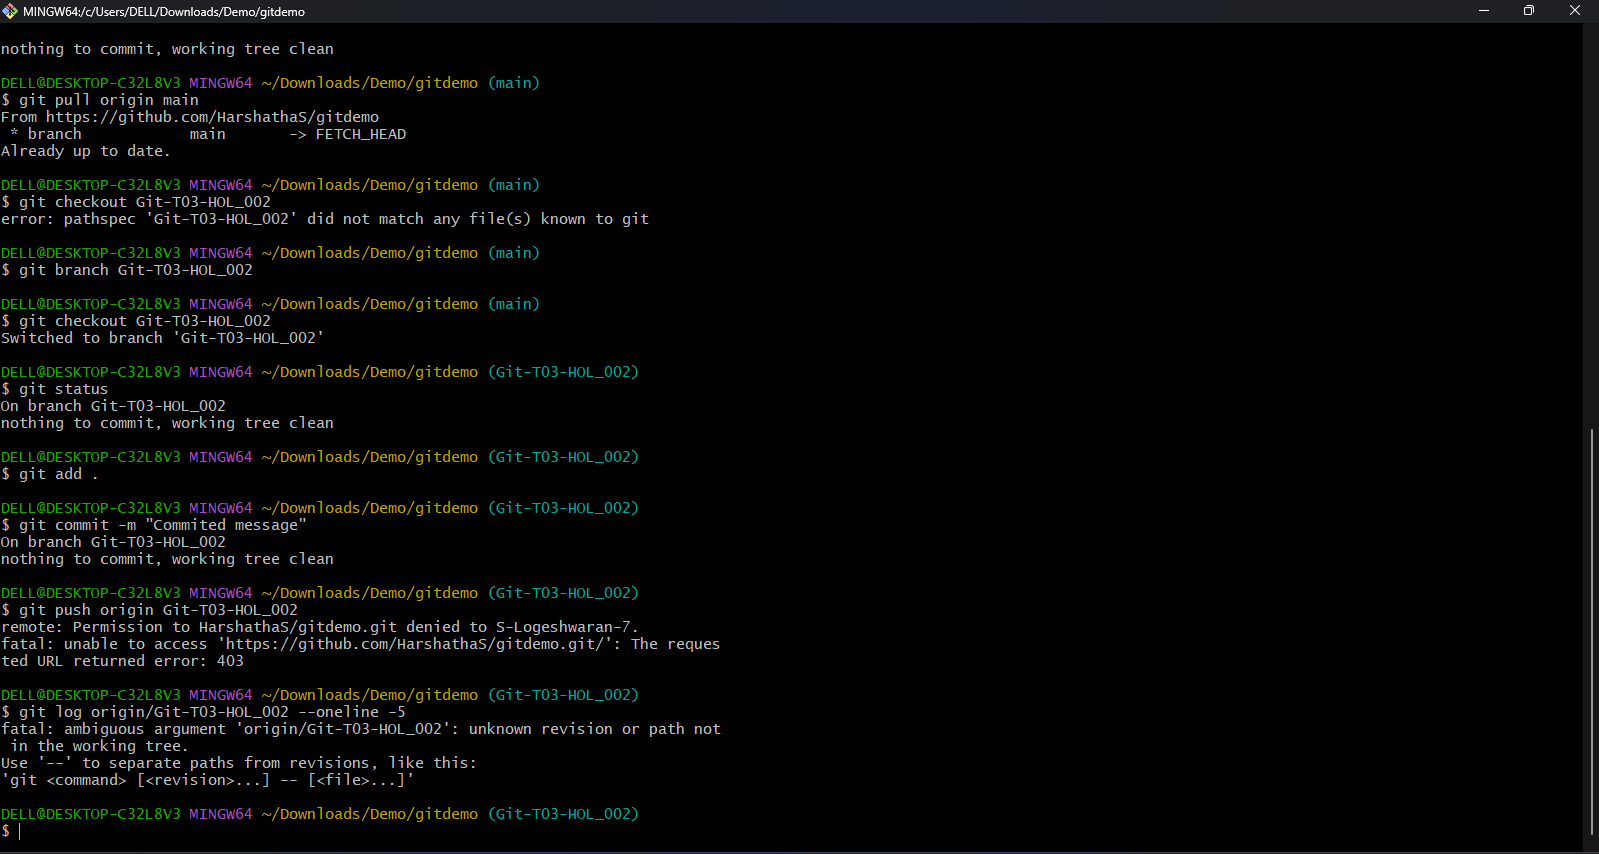 MINGW64:/c/Users/DELL/Downloads/Demo/gitdemo
nothing to commit, working tree clean
DELL@DESKTOP-C32L8V3 MINGW64 ~/Downloads/Demo/gitdemo (main)
$ git pull origin main
From https://github.com/HarshathaS/gitdemo
 * branch            main       -> FETCH_HEAD
Already up to date.
DELL@DESKTOP-C32L8V3 MINGW64 ~/Downloads/Demo/gitdemo (main)
$ git checkout Git-T03-HOL_002
error: pathspec 'Git-T03-HOL_002' did not match any file(s) known to git
DELL@DESKTOP-C32L8V3 MINGW64 ~/Downloads/Demo/gitdemo (main)
$ git branch Git-T03-HOL_002
DELL@DESKTOP-C32L8V3 MINGW64 ~/Downloads/Demo/gitdemo (main)
$ git checkout Git-T03-HOL_002
Switched to branch 'Git-T03-HOL_002'
DELL@DESKTOP-C32L8V3 MINGW64 ~/Downloads/Demo/gitdemo (Git-T03-HOL_002)
$ git status
On branch Git-T03-HOL_002
nothing to commit, working tree clean
DELL@DESKTOP-C32L8V3 MINGW64 ~/Downloads/Demo/gitdemo (Git-T03-HOL_002)
$ git add .
DELL@DESKTOP-C32L8V3 MINGW64 ~/Downloads/Demo/gitdemo (Git-T03-HOL_002)
$ git commit -m "Commited message"
On branch Git-T03-HOL_002
nothing to commit, working tree clean
DELL@DESKTOP-C32L8V3 MINGW64 ~/Downloads/Demo/gitdemo (Git-T03-HOL_002)
$ git push origin Git-T03-HOL_002
remote: Permission to HarshathaS/gitdemo.git denied to S-Logeshwaran-7.
fatal: unable to access 'https://github.com/HarshathaS/gitdemo.git/': The reques
ted URL returned error: 403
DELL@DESKTOP-C32L8V3 MINGW64 ~/Downloads/Demo/gitdemo (Git-T03-HOL_002)
$ git log origin/Git-T03-HOL_002 --oneline -5
fatal: ambiguous argument 'origin/Git-T03-HOL_002': unknown revision or path not
 in the working tree.
Use '--' to separate paths from revisions, like this:
'git <command> [<revision>...] -- [<file>...]'
DELL@DESKTOP-C32L8V3 MINGW64 ~/Downloads/Demo/gitdemo (Git-T03-HOL_002)
$